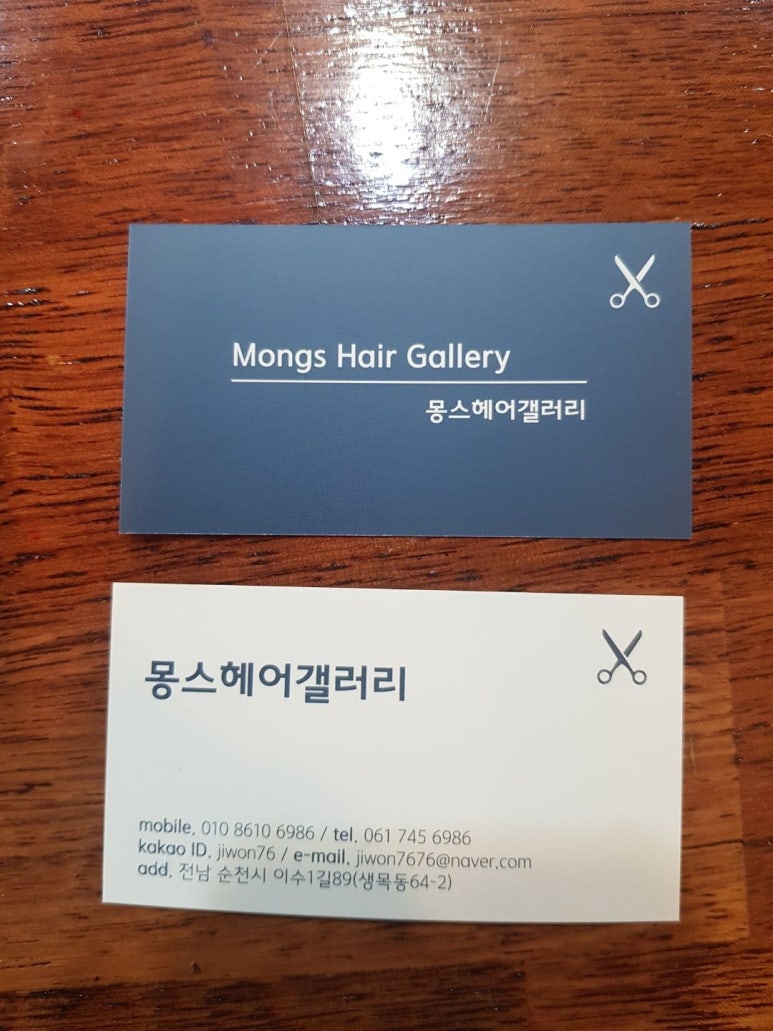 Mongs Hair Gallery
몽스헤어갤러리
몽스헤어갤러리
mobile. 010 8610 6986 / tel. 061 745 6986
kakao ID. jiwon76 / e-mail. jiwon7676@naver.com
add. 전남 순천시 이수1길89(생목동64-2)